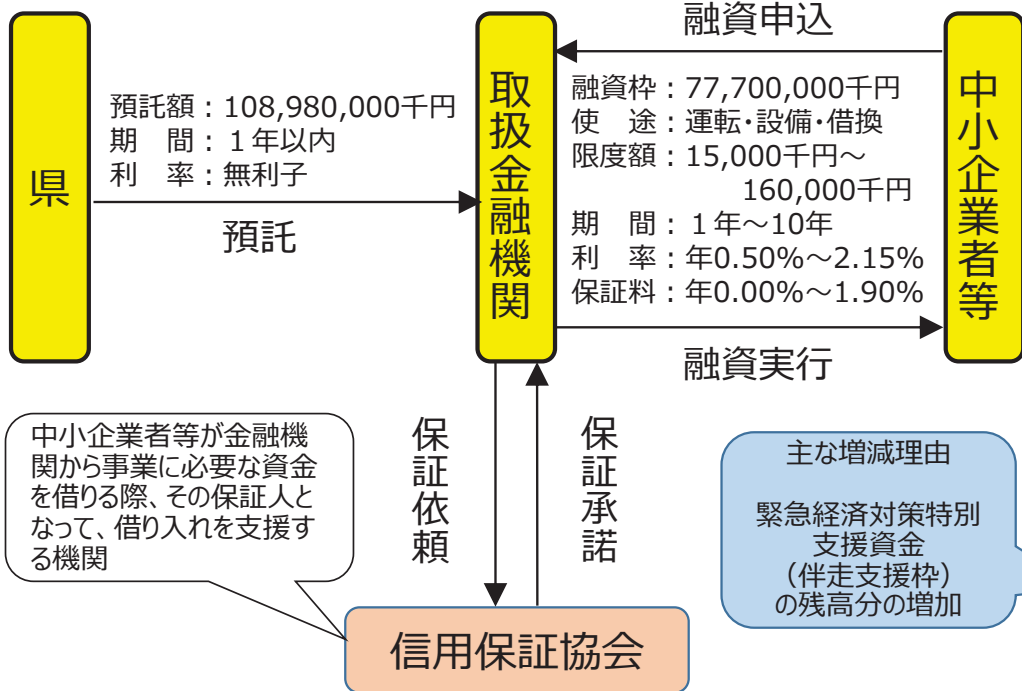 県
預託額：108,980,000千円
期　間：１年以内
利　率：無利子
預託
取扱金融機関
融資申込
融資枠：77,700,000千円
使　途：運転･設備･借換
限度額：15,000千円～
160,000千円
期　間：１年～10年
利　率：年0.50%～2.15%
保証料：年0.00%～1.90%
融資実行
中小企業者等
中小企業者等が金融機
関から事業に必要な資金
を借りる際、その保証人と
なって、借り入れを支援す
る機関
保証依頼
保証承諾
信用保証協会
主な増減理由
緊急経済対策特別
支援資金
（伴走支援枠）
の残高分の増加